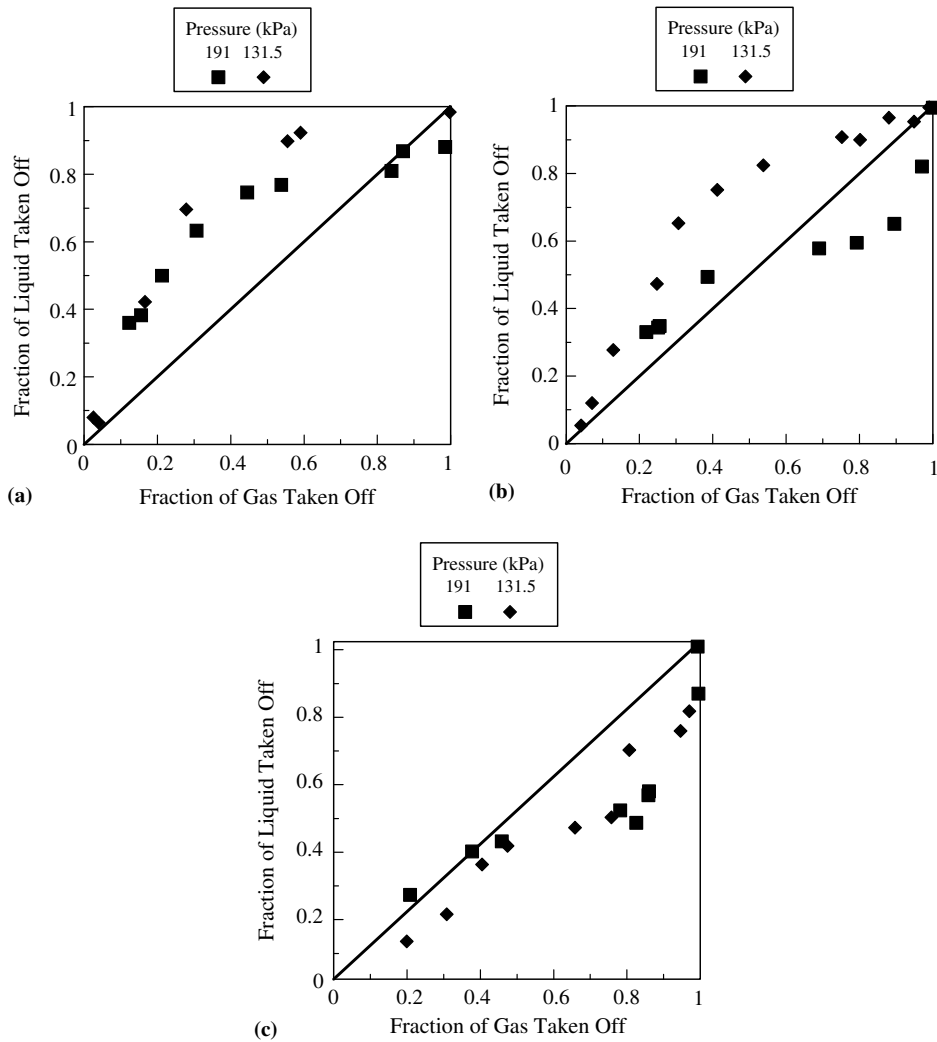 Pressure (kPa)
191 131.5
1
0.8
0.6
0.4
0.2
0
0 0.2 0.4 0.6 0.8 1
Fraction of Liquid Taken Off
Fraction of Gas Taken Off
(a)
Pressure (kPa)
191 131.5
1
0.8
0.6
0.4
0.2
0
0 0.2 0.4 0.6 0.8 1
Fraction of Liquid Taken Off
Fraction of Gas Taken Off
(b)
Pressure (kPa)
191 131.5
1
0.8
0.6
0.4
0.2
0
0 0.2 0.4 0.6 0.8 1
Fraction of Liquid Taken Off
Fraction of Gas Taken Off
(c)